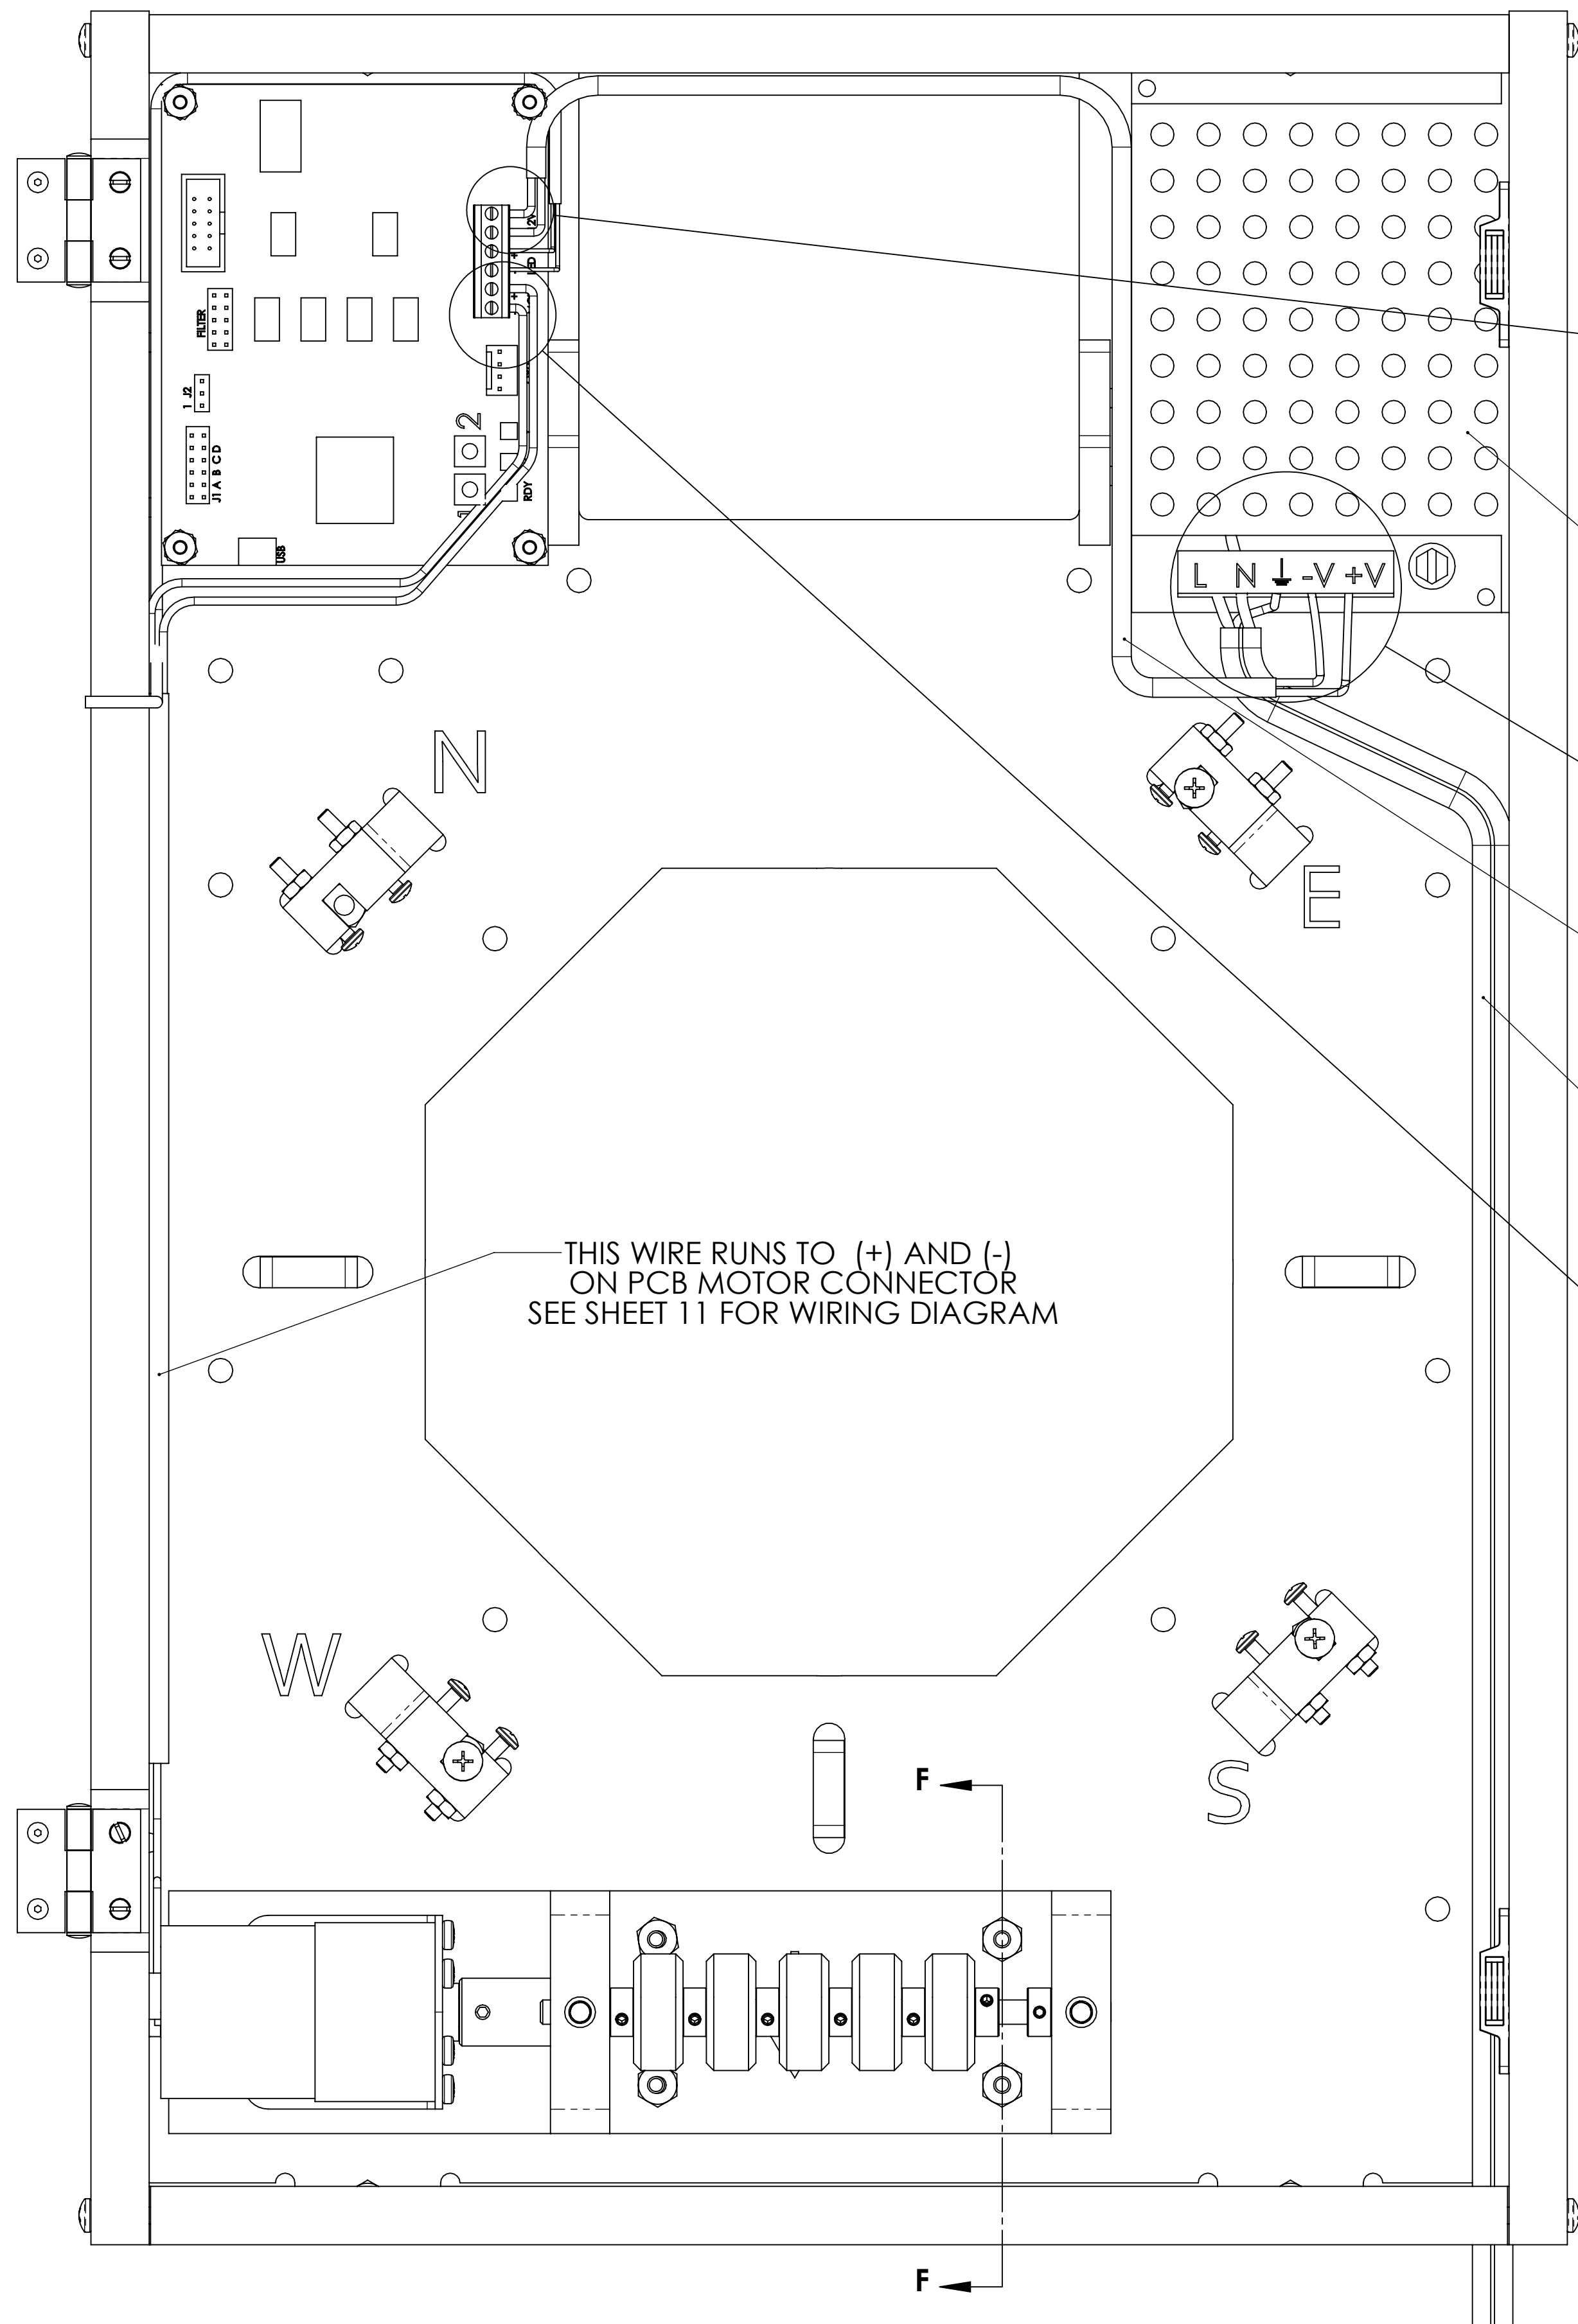 12V
+
-
LED
+
FILTER
1 J2
2
J1 A B C D
1
RDY
USB
L N -V +V
N
E
THIS WIRE RUNS TO (+) AND (-)
ON PCB MOTOR CONNECTOR
SEE SHEET 11 FOR WIRING DIAGRAM
W
S
F
F